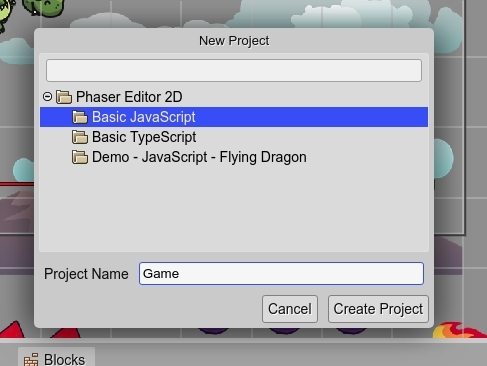 New Project
Phaser Editor 2D
Basic JavaScript
Basic TypeScript
Demo - JavaScript - Flying Dragon
Project Name Game
Cancel Create Project
Blocks